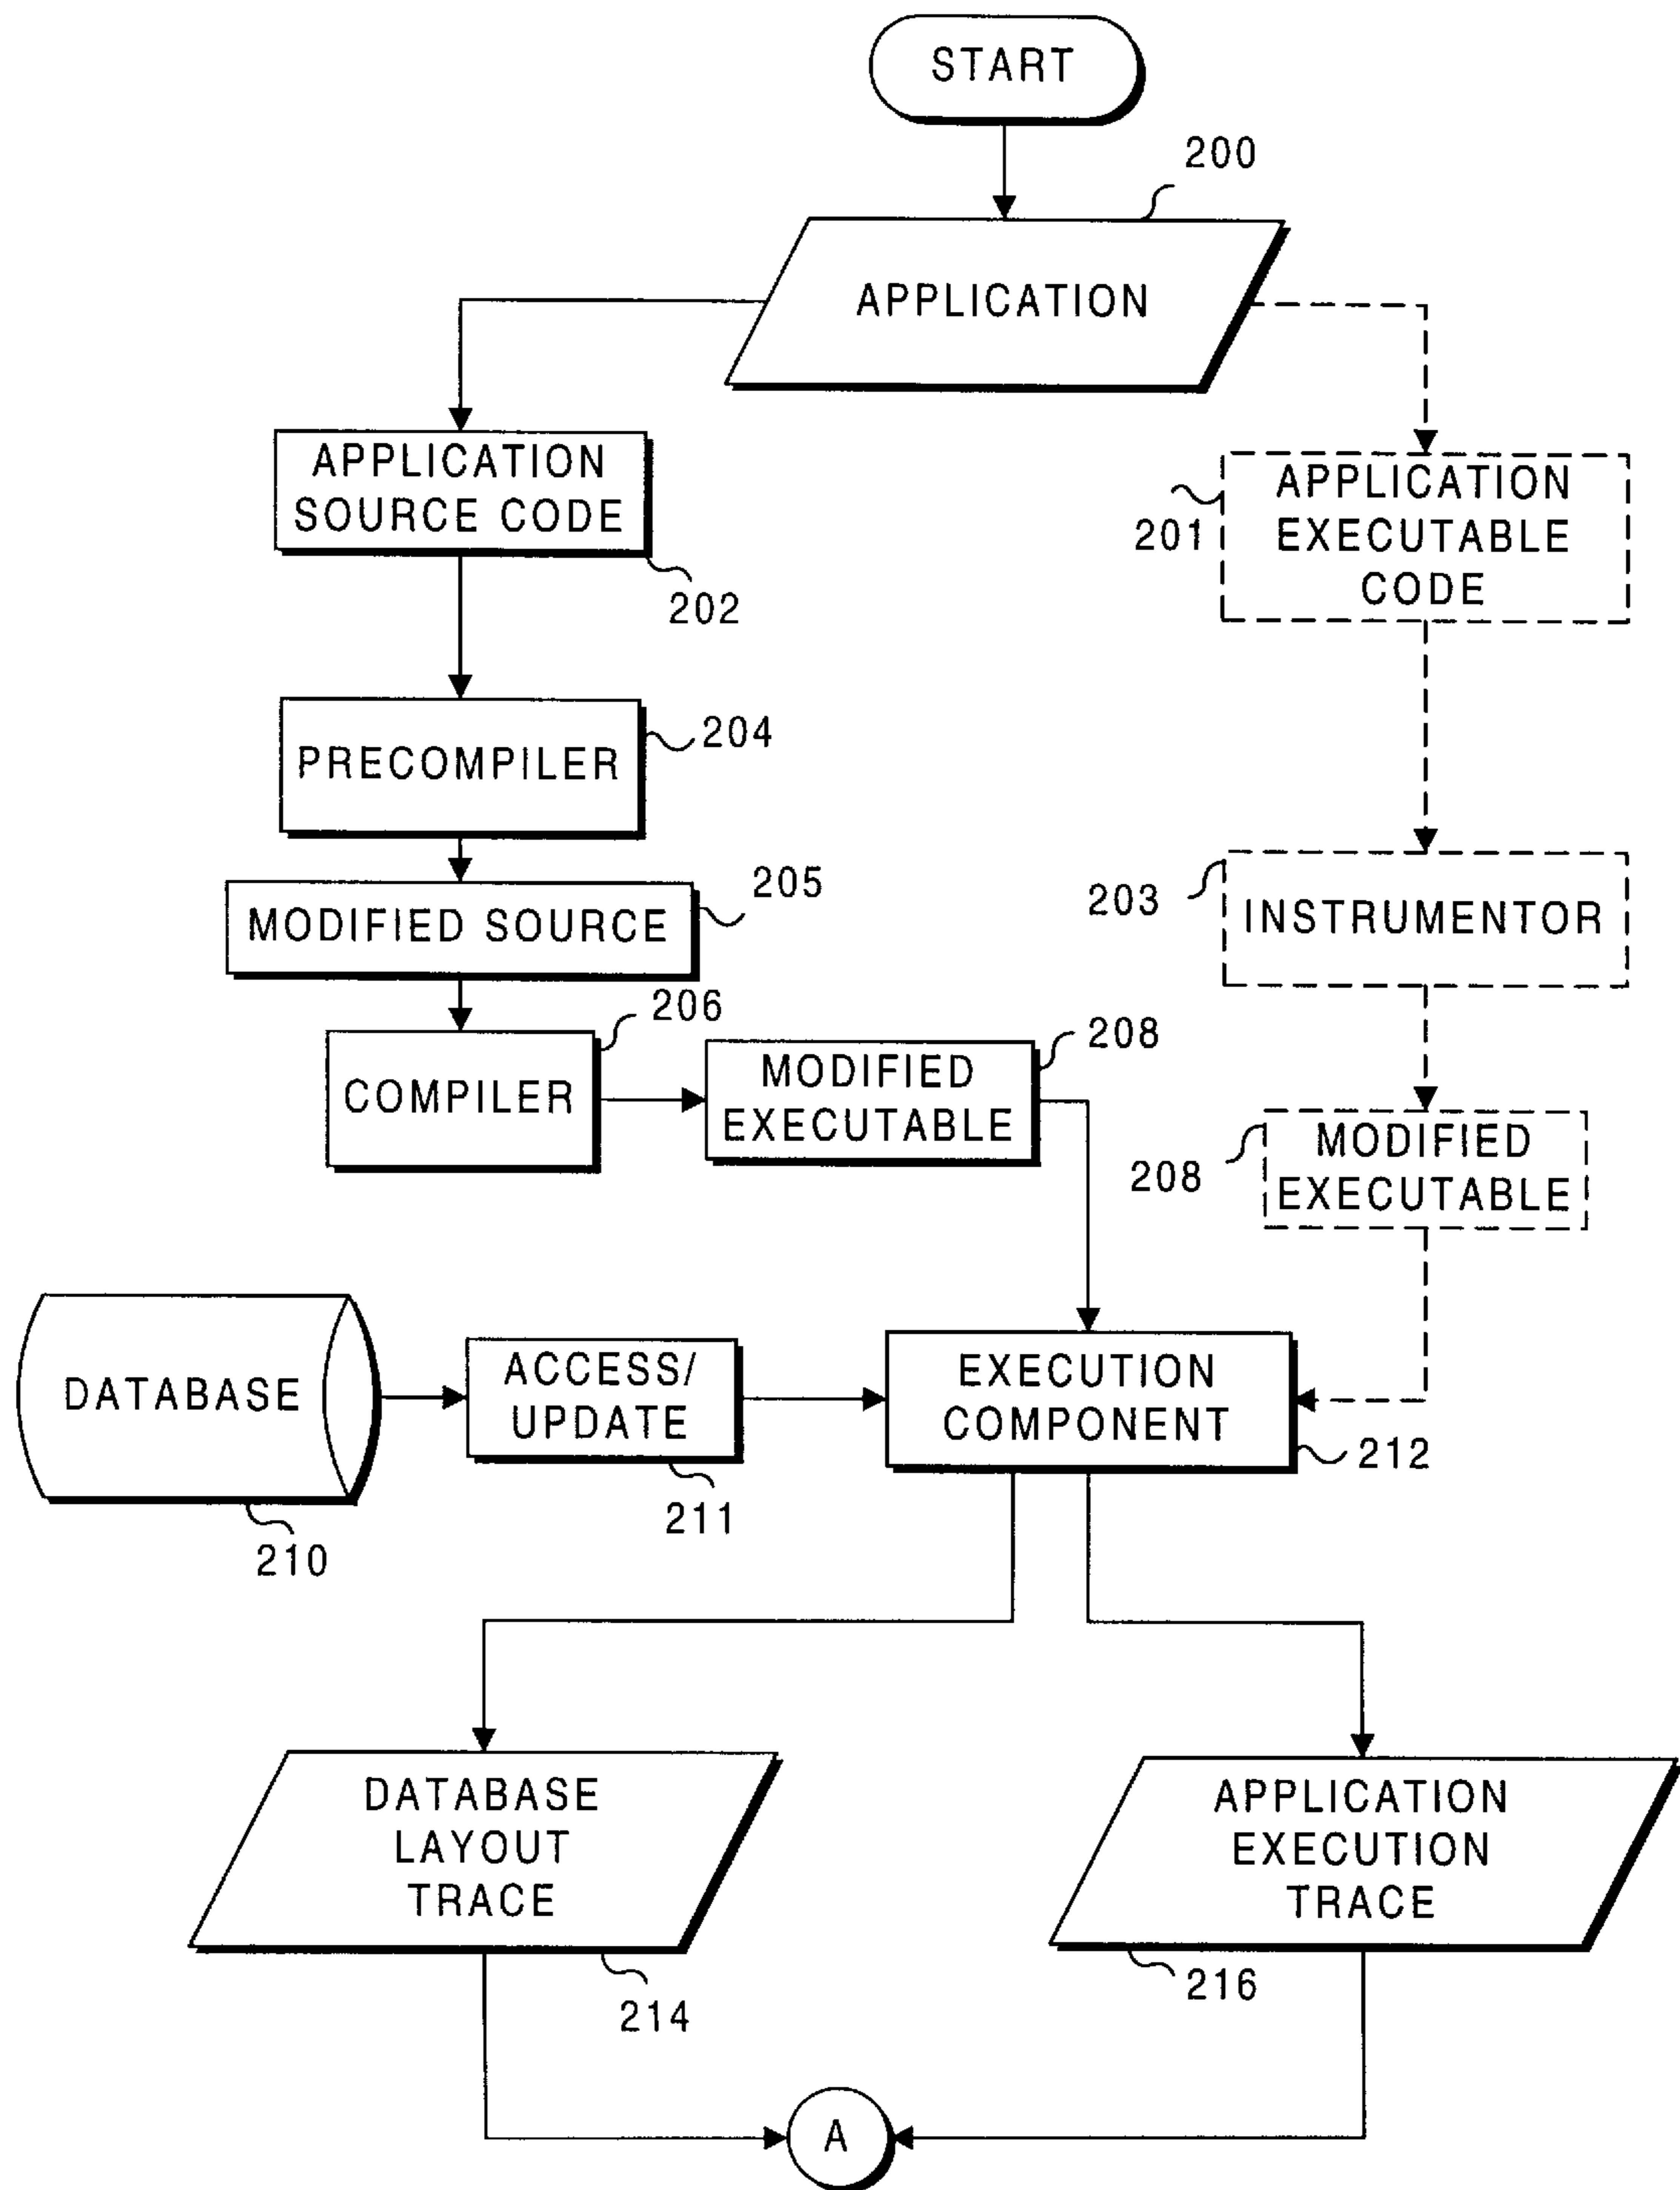 START
200
APPLICATION
APPLICATION
SOURCE CODE
202
APPLICATION
EXECUTABLE
CODE
201
PRECOMPILER
204
MODIFIED SOURCE
205
INSTRUMENTOR
203
COMPILER
206
MODIFIED
EXECUTABLE
208
MODIFIED
EXECUTABLE
208
DATABASE
210
ACCESS/
UPDATE
211
EXECUTION
COMPONENT
212
DATABASE
LAYOUT
TRACE
214
APPLICATION
EXECUTION
TRACE
216
A